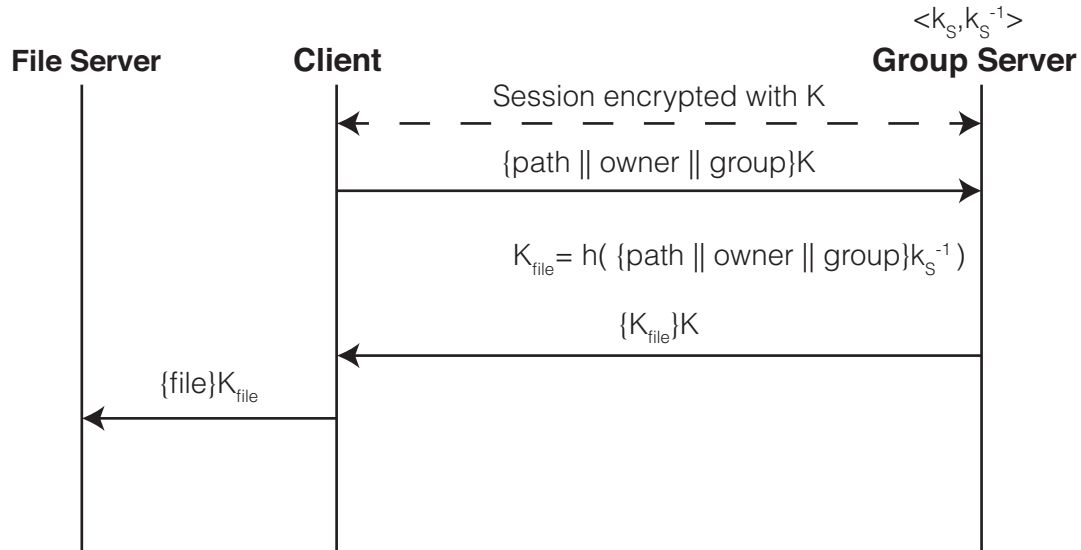 <k_S,k_S^-1>
File Server Client Group Server
Session encrypted with K
{path || owner || group}K
K_file= h( {path || owner || group}k_S^-1 )
{K_file}K
{file}K_file